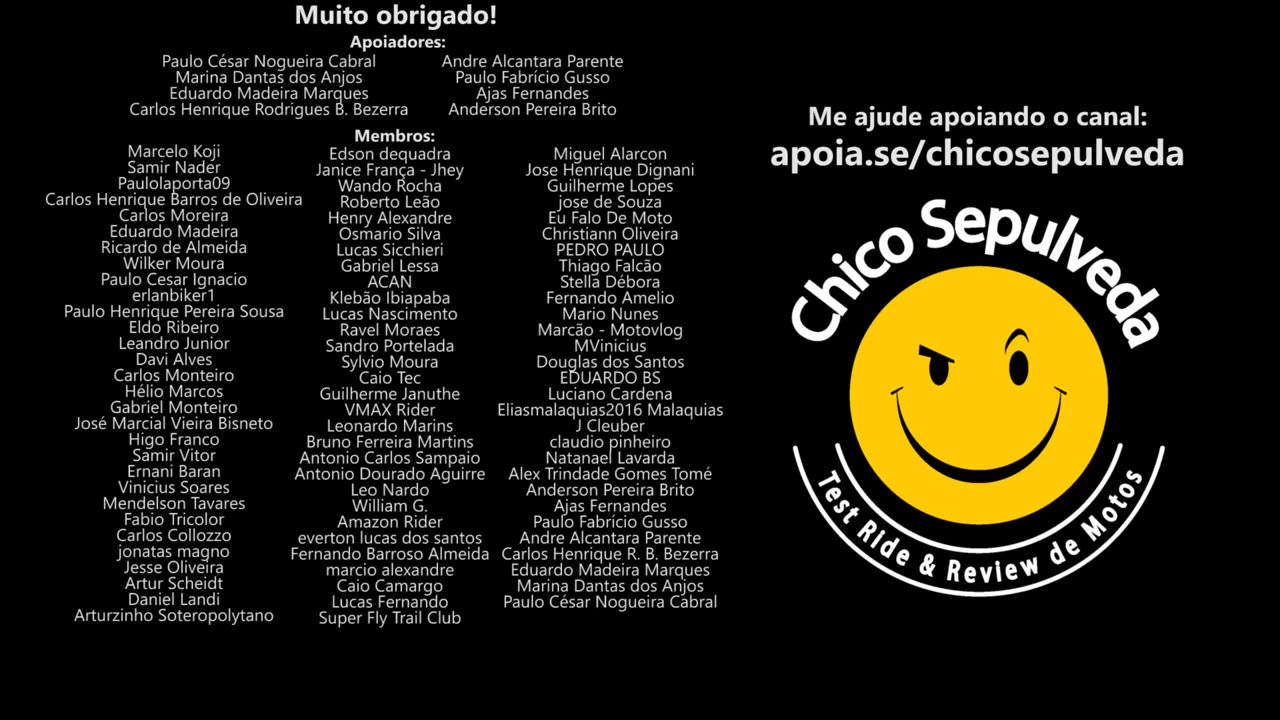 Muito obrigado!
Apoiadores:
Paulo César Nogueira Cabral
Marina Dantas dos Anjos
Eduardo Madeira Marques
Carlos Henrique Rodrigues B. Bezerra
Andre Alcantara Parente
Paulo Fabrício Gusso
Ajas Fernandes
Anderson Pereira Brito
Membros:
Marcelo Koji
Samir Nader
Paulolaporta09
Carlos Henrique Barros de Oliveira
Carlos Moreira
Eduardo Madeira
Ricardo de Almeida
Wilker Moura
Paulo Cesar Ignacio
erlanbiker1
Paulo Henrique Pereira Sousa
Eldo Ribeiro
Leandro Junior
Davi Alves
Carlos Monteiro
Hélio Marcos
Gabriel Monteiro
José Marcial Vieira Bisneto
Higo Franco
Samir Vitor
Ernani Baran
Vinicius Soares
Mendelson Tavares
Fabio Tricolor
Carlos Collozzo
jonatas magno
Jesse Oliveira
Artur Scheidt
Daniel Landi
Arturzinho Soteropolytano
Edson dequadra
Janice França - Jhey
Wando Rocha
Roberto Leão
Henry Alexandre
Osmario Silva
Lucas Sicchieri
Gabriel Lessa
ACAN
Klebão Ibiapaba
Lucas Nascimento
Ravel Moraes
Sandro Portelada
Sylvio Moura
Caio Tec
Guilherme Januthe
VMAX Rider
Leonardo Marins
Bruno Ferreira Martins
Antonio Carlos Sampaio
Antonio Dourado Aguirre
Leo Nardo
William G.
Amazon Rider
everton lucas dos santos
Fernando Barroso Almeida
marcio alexandre
Caio Camargo
Lucas Fernando
Super Fly Trail Club
Miguel Alarcon
Jose Henrique Dignani
Guilherme Lopes
jose de Souza
Eu Falo De Moto
Christiann Oliveira
PEDRO PAULO
Thiago Falcão
Stella Débora
Fernando Amelio
Mario Nunes
Marcão - Motovlog
MVinicius
Douglas dos Santos
EDUARDO BS
Luciano Cardena
Eliasmalaquias2016 Malaquias
J Cleuber
claudio pinheiro
Natanael Lavarda
Alex Trindade Gomes Tomé
Anderson Pereira Brito
Ajas Fernandes
Paulo Fabrício Gusso
Andre Alcantara Parente
Carlos Henrique R. B. Bezerra
Eduardo Madeira Marques
Marina Dantas dos Anjos
Paulo César Nogueira Cabral
Me ajude apoiando o canal:
apoia.se/chicosepulveda
Chico Sepulveda
Test Ride & Review de Motos